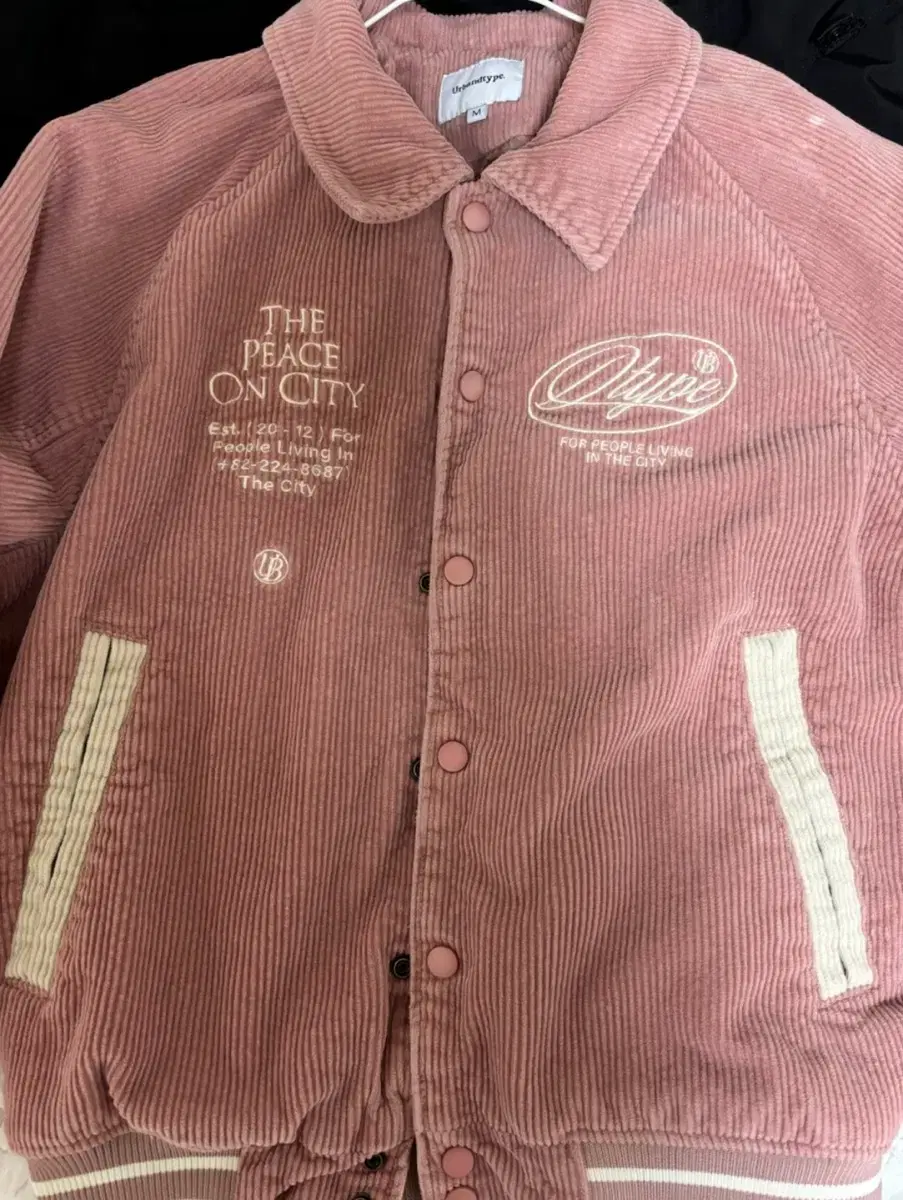 Urbandtype.
M
THE
PEACE
ON CITY
Est. ( 20 - 12 ) For
People Living In
(+82-224-8687)
The City
UB
UB
Dtype
FOR PEOPLE LIVING
IN THE CITY